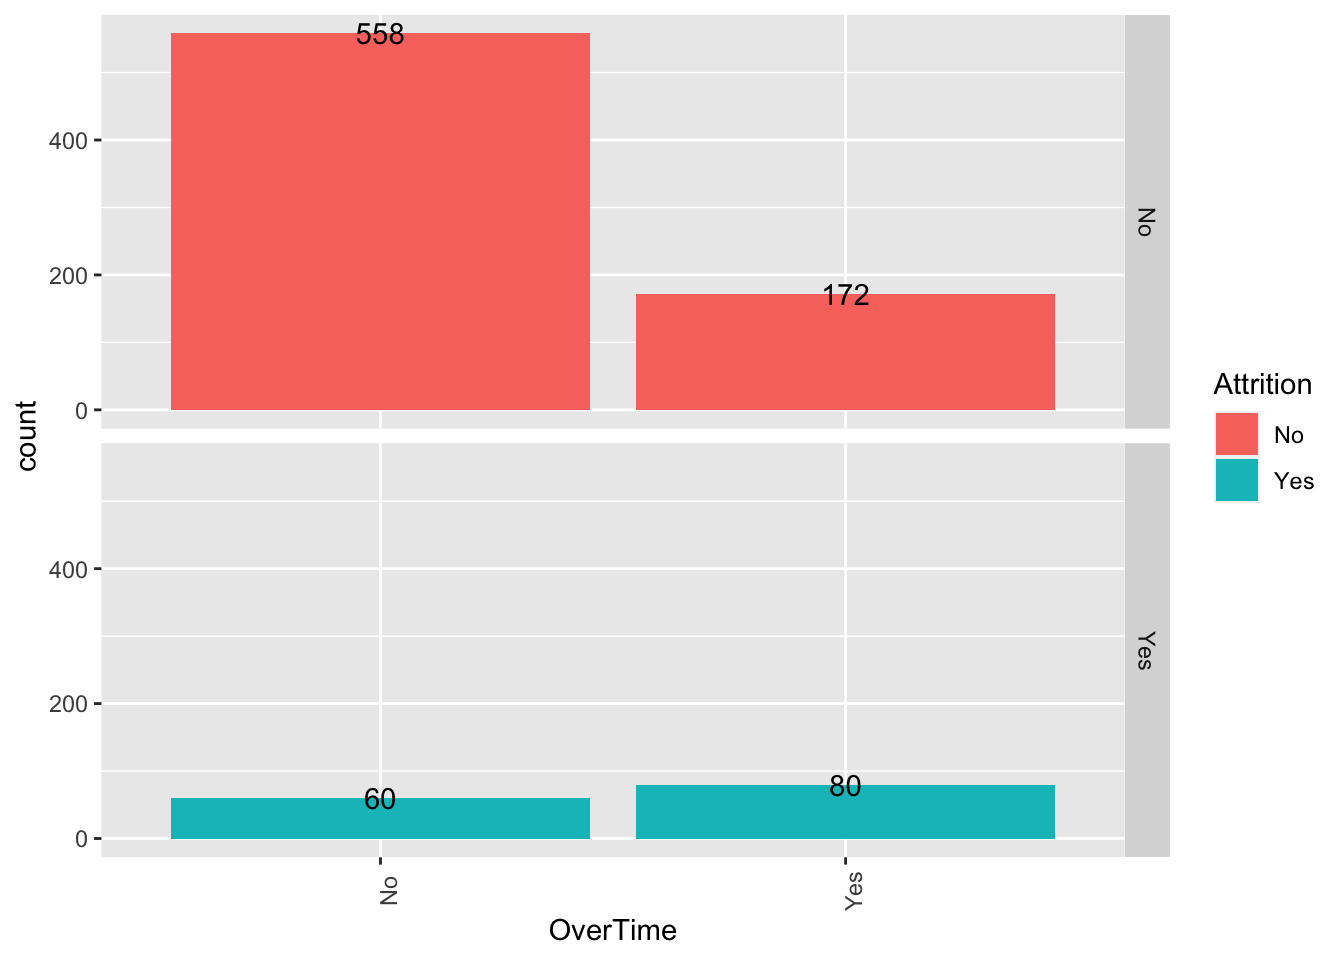 558
172
400
200
0
No
count
60
80
400
200
0
Yes
No
Yes
OverTime
Attrition
No
Yes